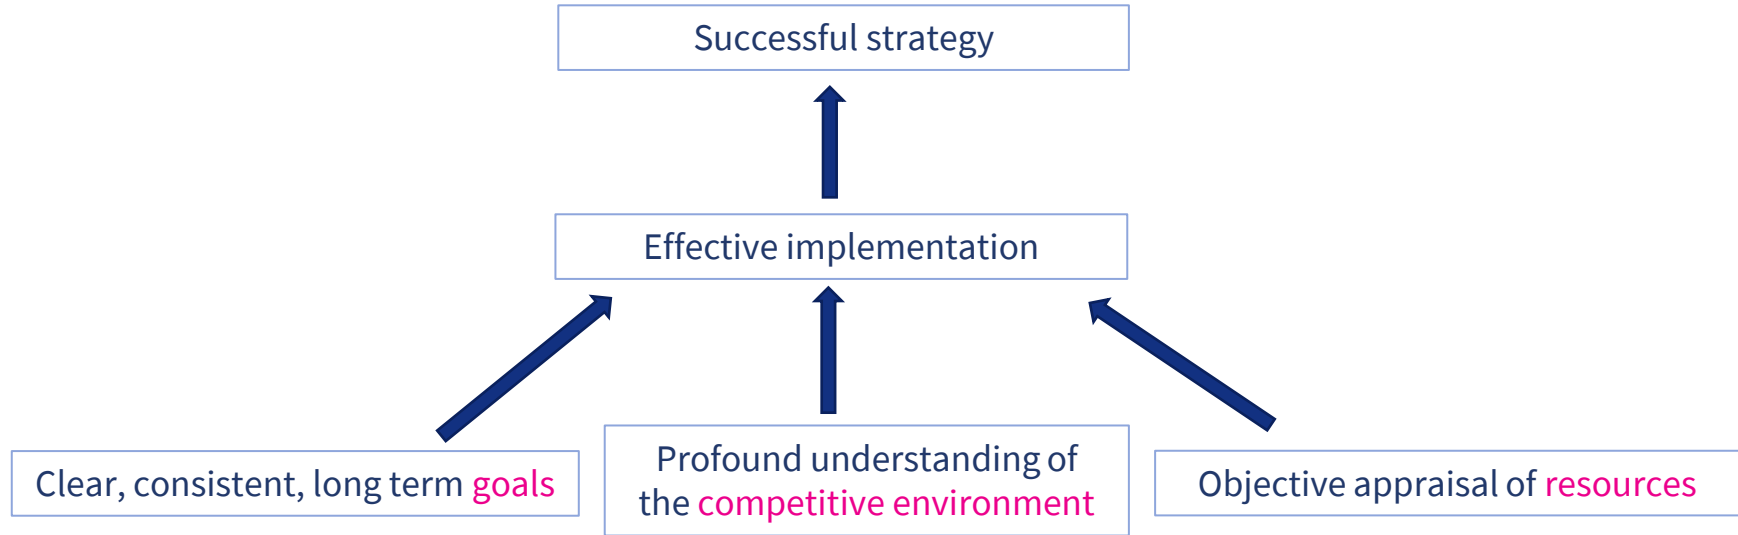 Successful strategy
Effective implementation
Clear, consistent, long term goals
Profound understanding of
the competitive environment
Objective appraisal of resources